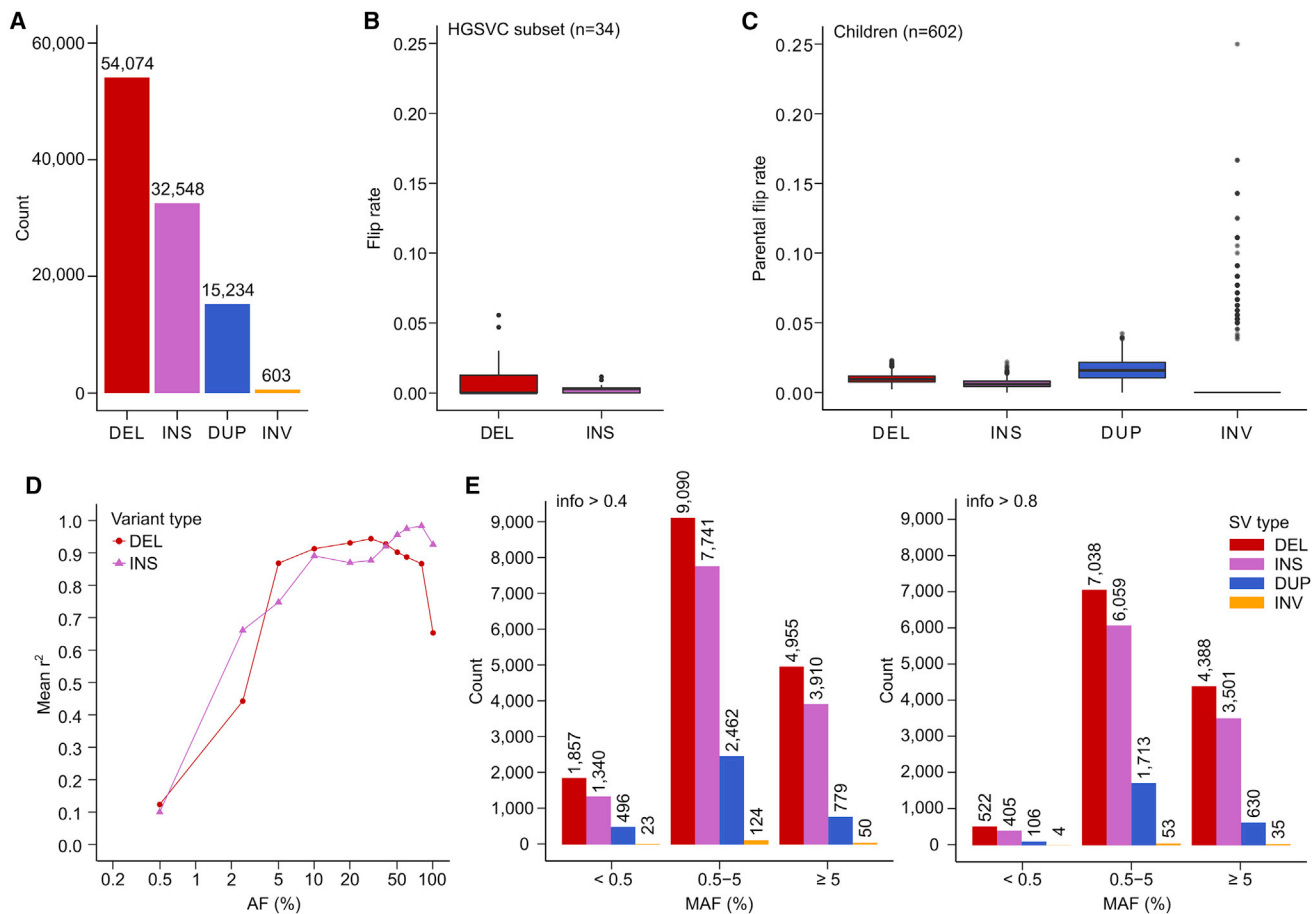 A
60,000
40,000
20,000
0
Count
54,074
32,548
15,234
603
DEL INS DUP INV
B
HGSVC subset (n=34)
0.25
0.20
0.15
0.10
0.05
0.00
Flip rate
DEL INS
C
Children (n=602)
0.25
0.20
0.15
0.10
0.05
0.00
Parental flip rate
DEL INS DUP INV
D
Variant type
DEL
INS
1.0
0.9
0.8
0.7
0.6
0.5
0.4
0.3
0.2
0.1
0.0
Mean r²
0.2 0.5 1 2 5 10 20 50 100
AF (%)
E
info > 0.4
9,000
8,000
7,000
6,000
5,000
4,000
3,000
2,000
1,000
0
Count
1,857
1,340
496
23
9,090
7,741
2,462
124
4,955
3,910
779
50
< 0.5 0.5–5 ≥ 5
MAF (%)
info > 0.8
9,000
8,000
7,000
6,000
5,000
4,000
3,000
2,000
1,000
0
Count
522
405
106
4
7,038
6,059
1,713
53
4,388
3,501
630
35
< 0.5 0.5–5 ≥ 5
MAF (%)
SV type
DEL
INS
DUP
INV